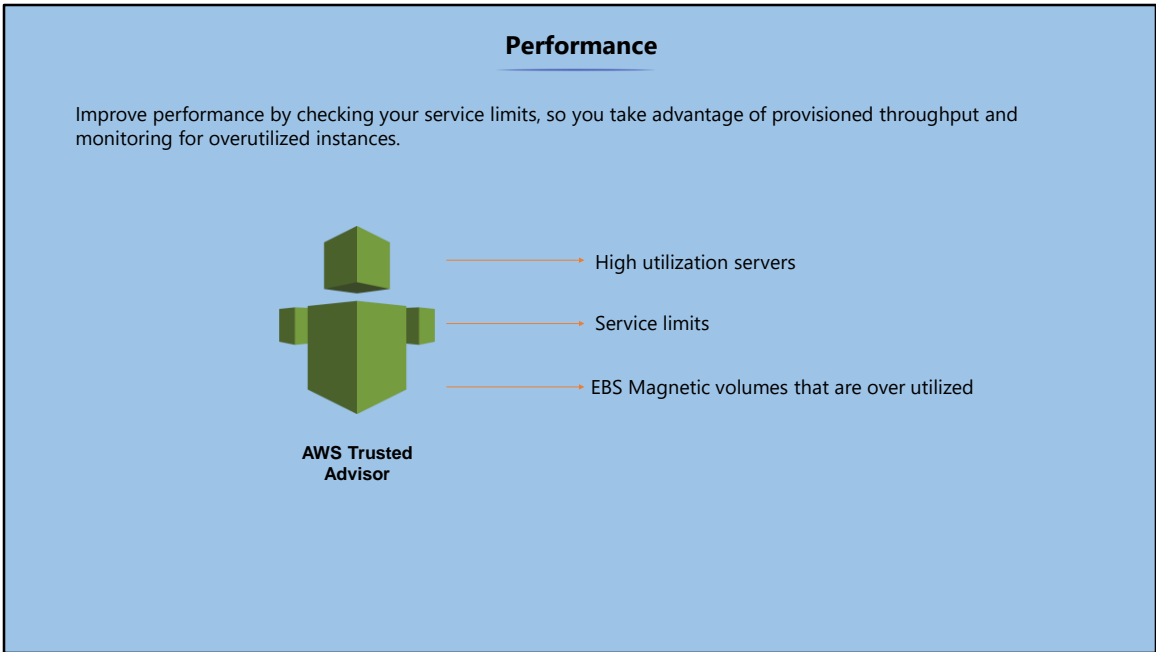 Performance
Improve performance by checking your service limits, so you take advantage of provisioned throughput and
monitoring for overutilized instances.
High utilization servers
Service limits
EBS Magnetic volumes that are over utilized
AWS Trusted
Advisor